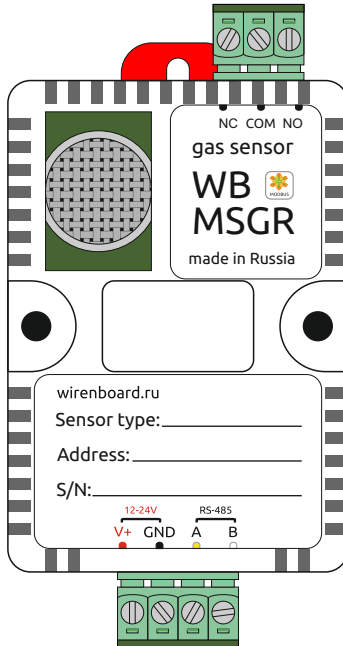 NC COM NO
gas sensor
WB
MODBUS
MSGR
made in Russia
wirenboard.ru
Sensor type:
Address:
S/N:
12-24V RS-485
V+ GND A B